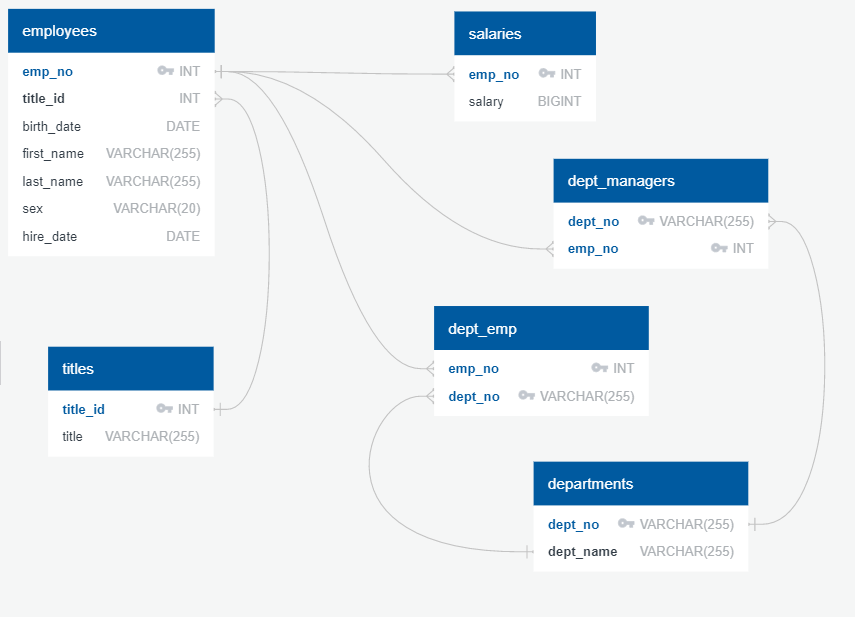 employees
emp_no INT
title_id INT
birth_date DATE
first_name VARCHAR(255)
last_name VARCHAR(255)
sex VARCHAR(20)
hire_date DATE
salaries
emp_no INT
salary BIGINT
dept_managers
dept_no VARCHAR(255)
emp_no INT
titles
title_id INT
title VARCHAR(255)
dept_emp
emp_no INT
dept_no VARCHAR(255)
departments
dept_no VARCHAR(255)
dept_name VARCHAR(255)